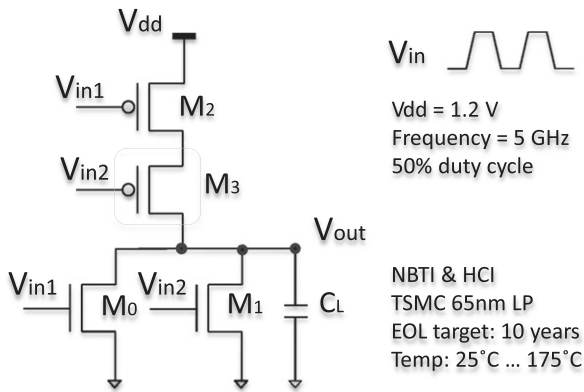 Vdd
Vin1
M2
Vin2
M3
Vout
Vin1
M0
Vin2
M1
CL
Vin
Vdd = 1.2 V
Frequency = 5 GHz
50% duty cycle
NBTI & HCI
TSMC 65nm LP
EOL target: 10 years
Temp: 25˚C ... 175˚C